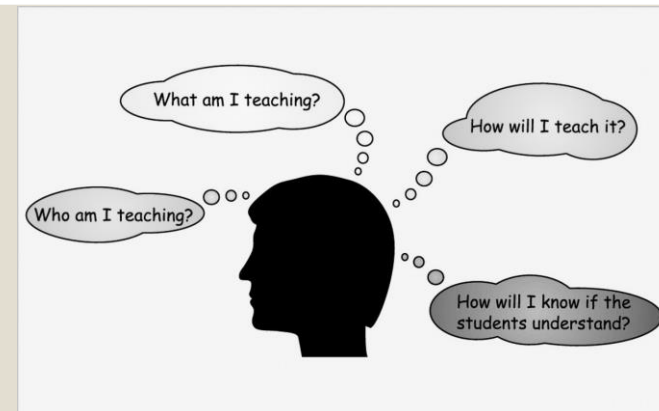 What am I teaching?
How will I teach it?
Who am I teaching?
How will I know if the
students understand?